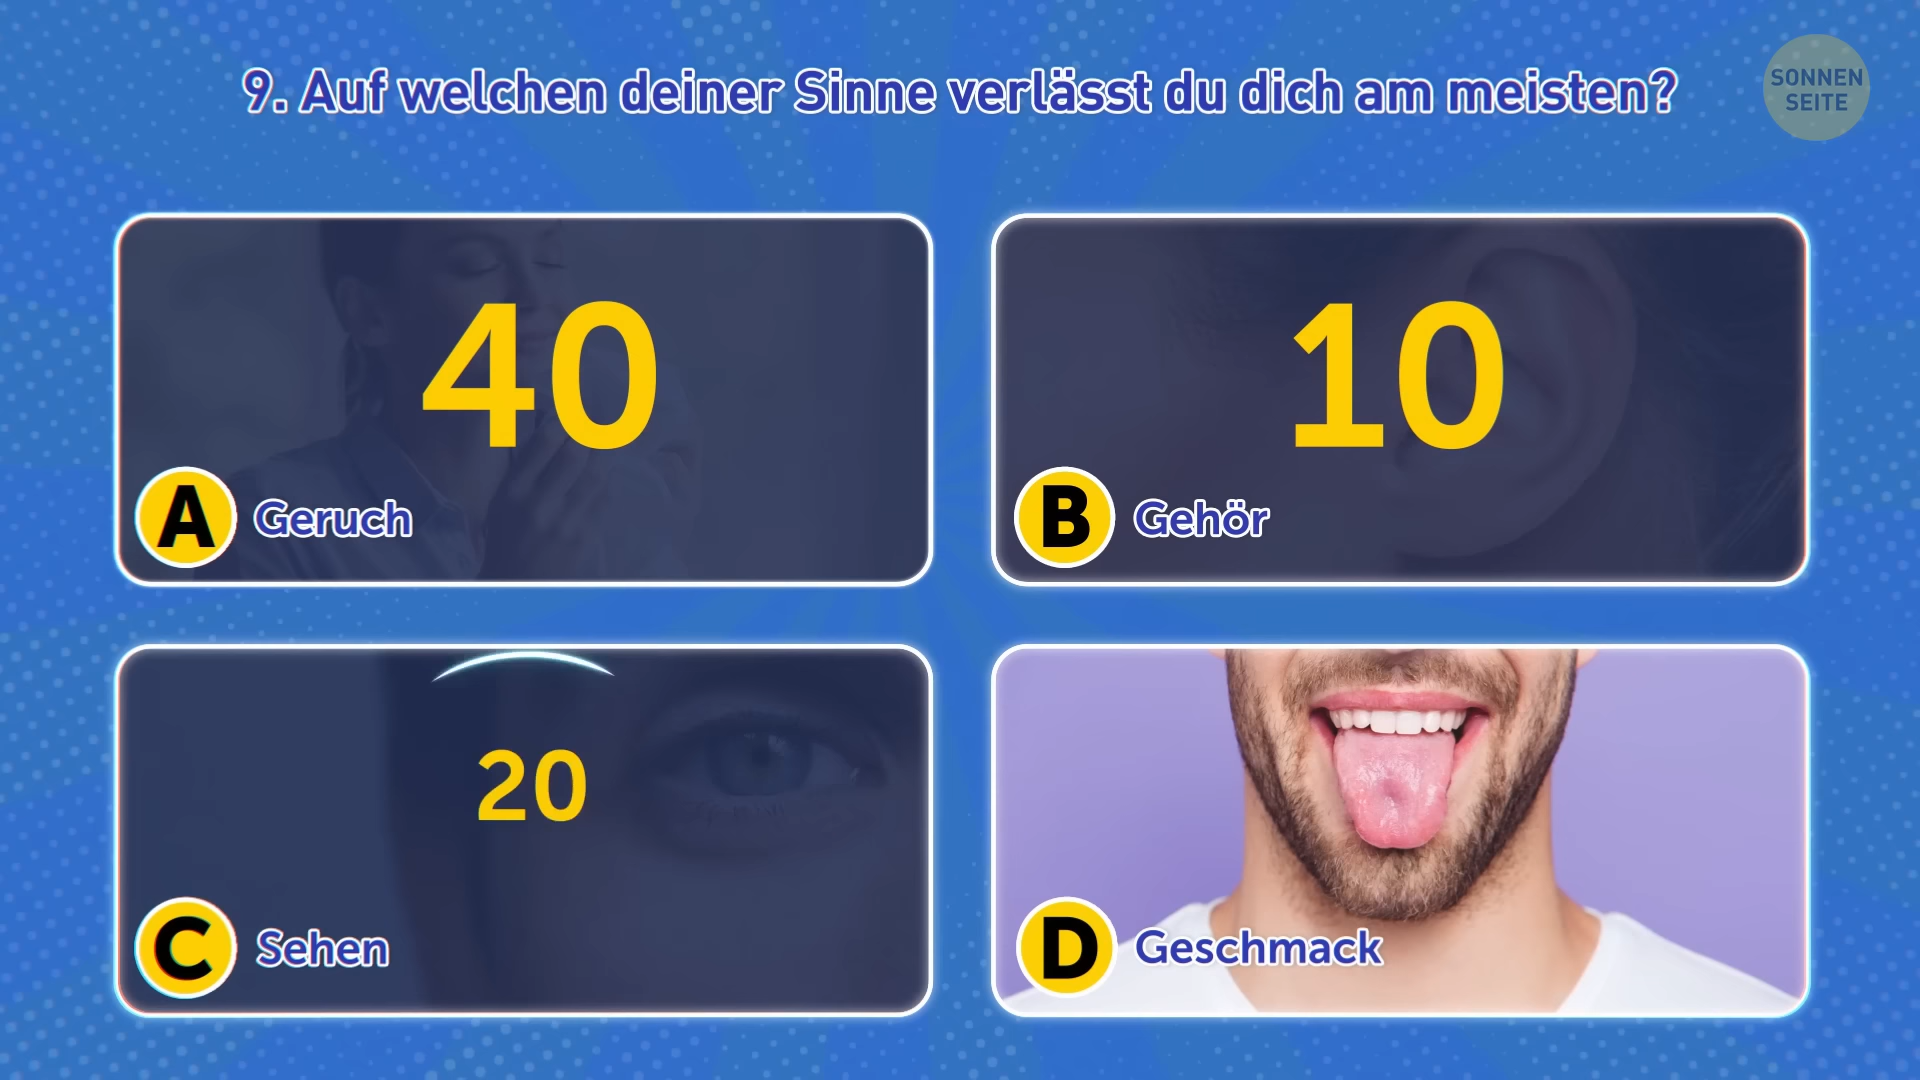 9. Auf welchen deiner Sinne verlässt du dich am meisten?
SONNEN
SEITE
40
A Geruch
10
B Gehör
20
C Sehen
D Geschmack